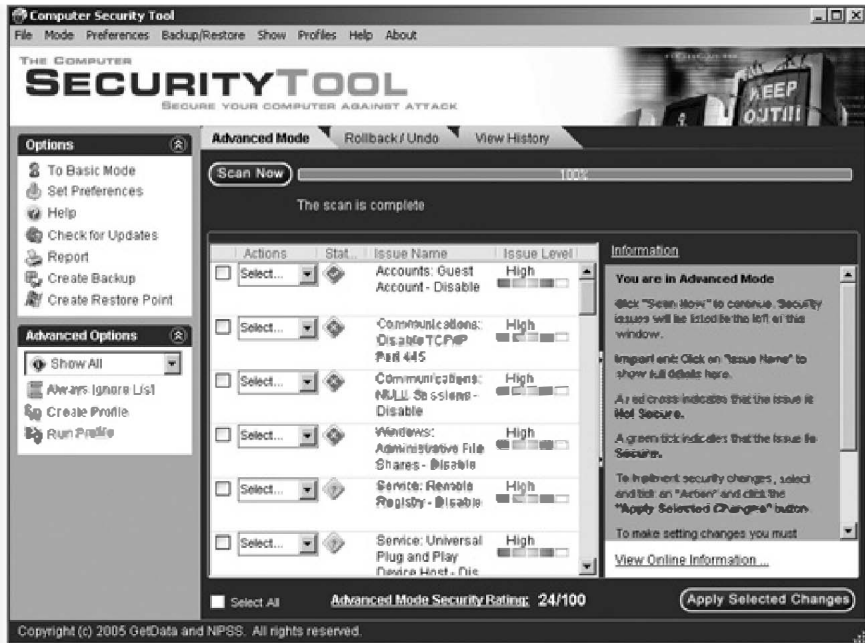 Computer Security Tool
File Mode Preferences Backup/Restore Show Profiles Help About
THE COMPUTER
SECURITYTOOL
SECURE YOUR COMPUTER AGAINST ATTACK
KEEP
OUT!!!
Options
To Basic Mode
Set Preferences
Help
Check for Updates
Report
Create Backup
Create Restore Point
Advanced Options
Show All
Always Ignore List
Create Profile
Run Profile
Advanced Mode Rollback / Undo View History
Scan Now 100%
The scan is complete
Actions Stat... Issue Name Issue Level
Select... Accounts: Guest High
Account - Disable
Select... Communications: High
Disable TCP/IP
Port 445
Select... Communications: High
NULL Sessions -
Disable
Select... Windows: High
Administrative File
Shares - Disable
Select... Service: Remote High
Registry - Disable
Select... Service: Universal High
Plug and Play
Device Host - Dis
Information
You are in Advanced Mode
Click "Scan Now" to continue. Security
issues will be listed to the left of this
window.
Important: Click on "Issue Name" to
show full details here.
A red cross indicates that the issue is
Not Secure.
A green tick indicates that the issue is
Secure.
To implement security changes, select
and tick an "Action" and click the
"Apply Selected Changes" button.
To make setting changes you must
View Online Information ...
Select All Advanced Mode Security Rating: 24/100 Apply Selected Changes
Copyright (c) 2005 GetData and NPSS. All rights reserved.